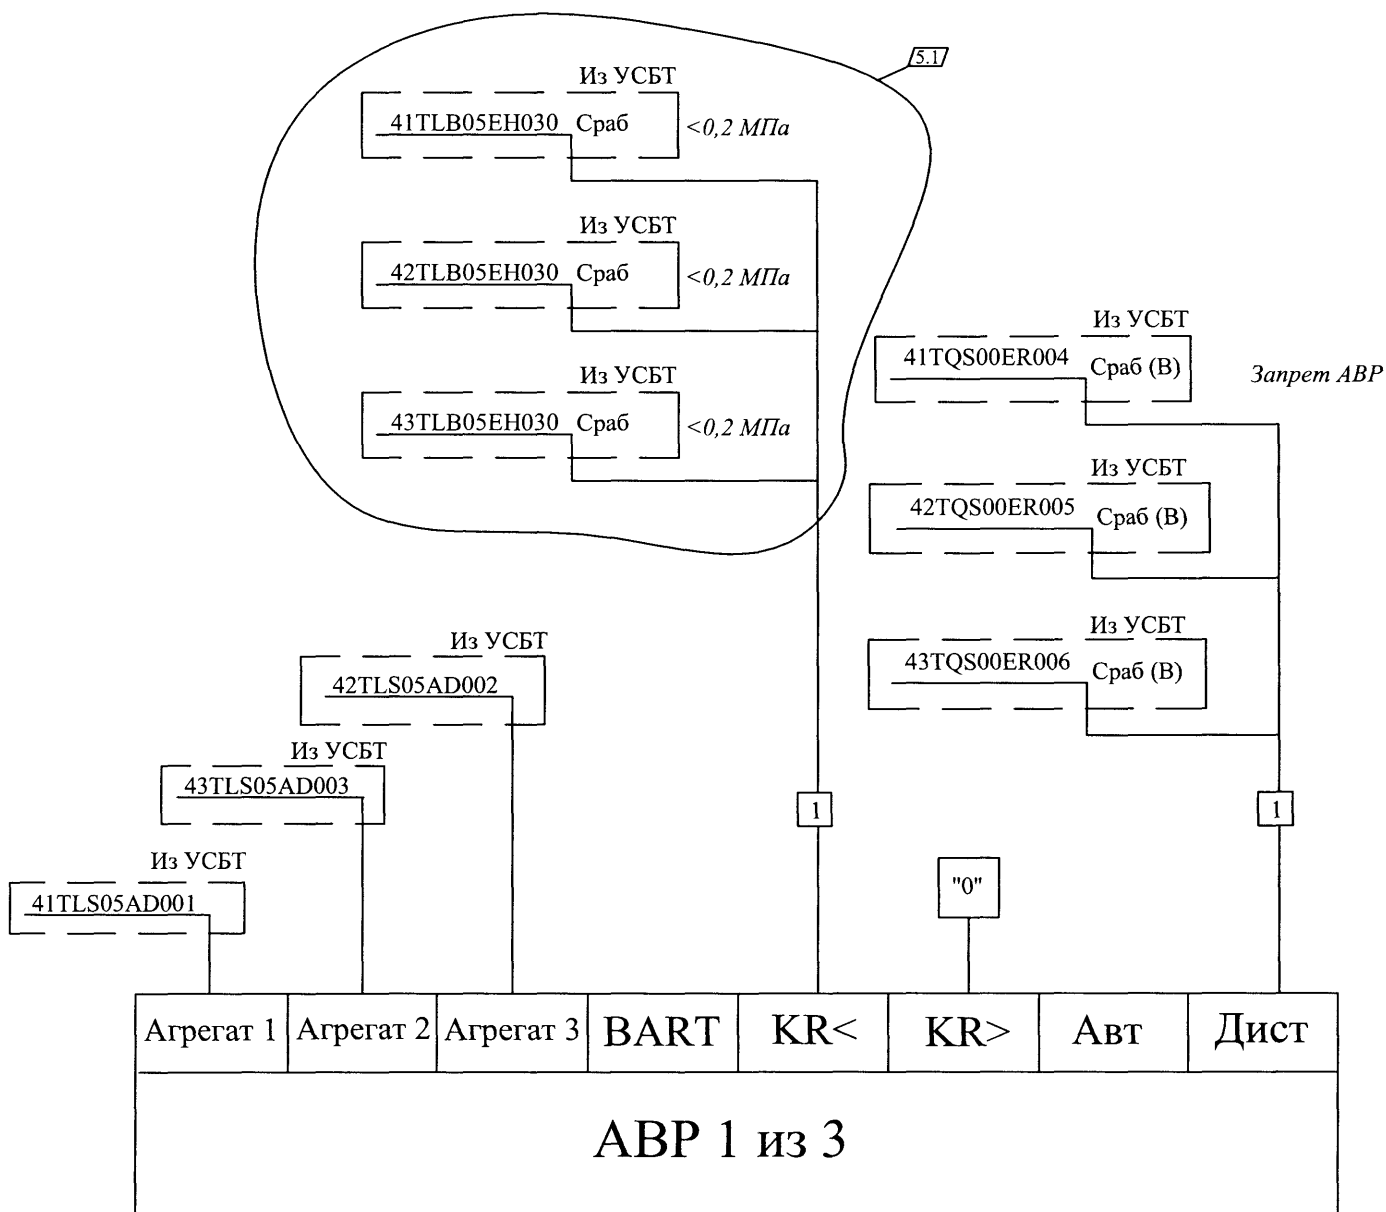 5.1
Из УСБТ
41TLB05EH030 Сраб <0,2 МПа
Из УСБТ
42TLB05EH030 Сраб <0,2 МПа
Из УСБТ
43TLB05EH030 Сраб <0,2 МПа
Из УСБТ
41TQS00ER004 Сраб (В) Запрет АВР
Из УСБТ
42TQS00ER005 Сраб (В)
Из УСБТ
43TQS00ER006 Сраб (В)
Из УСБТ
42TLS05AD002
Из УСБТ
43TLS05AD003
Из УСБТ
41TLS05AD001
1
1
"0"
Агрегат 1 Агрегат 2 Агрегат 3 BART KR< KR> Авт Дист
АВР 1 из 3